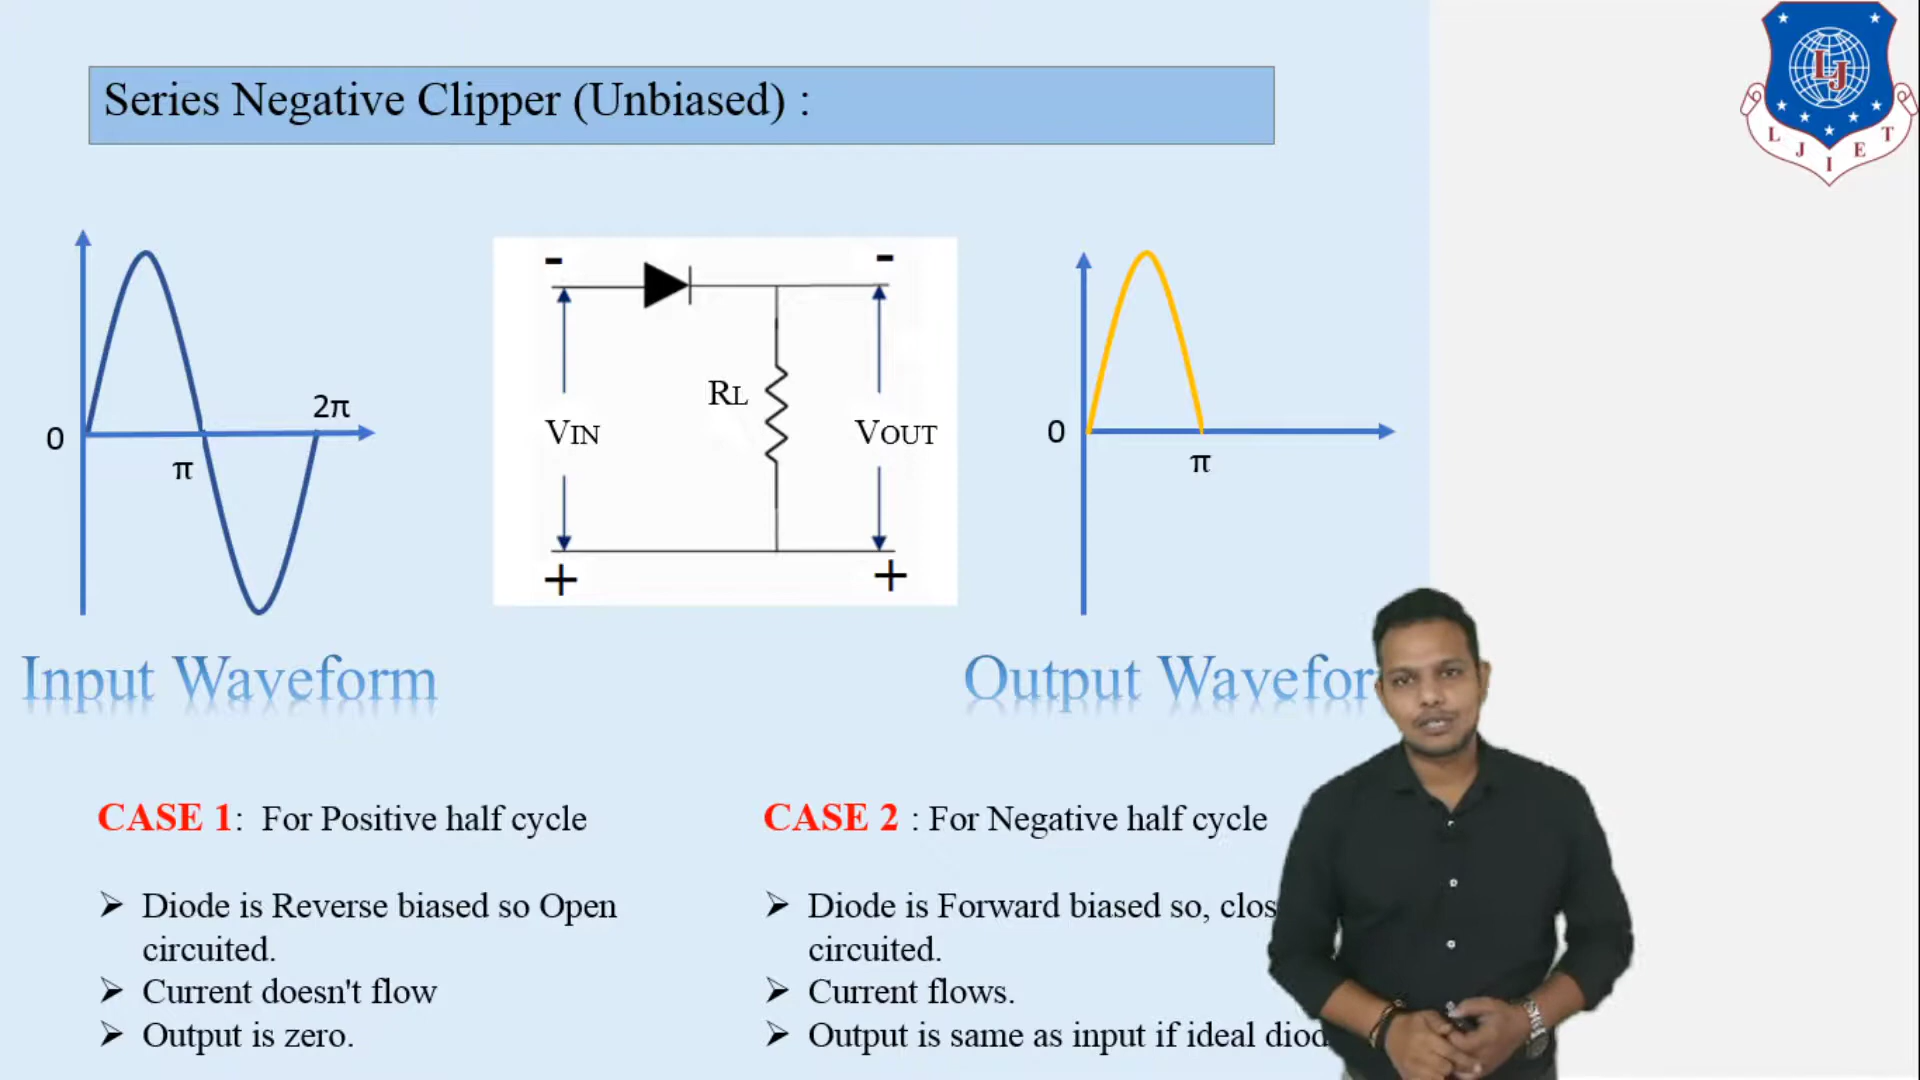 Series Negative Clipper (Unbiased) :
L J I E T
LJ
- -
RL
2π
VIN VOUT
0 π
0 π
+ +
Input Waveform
Output Wavefor
CASE 1: For Positive half cycle
➢ Diode is Reverse biased so Open
circuited.
➢ Current doesn't flow
➢ Output is zero.
CASE 2 : For Negative half cycle
➢ Diode is Forward biased so, clos
circuited.
➢ Current flows.
➢ Output is same as input if ideal diod